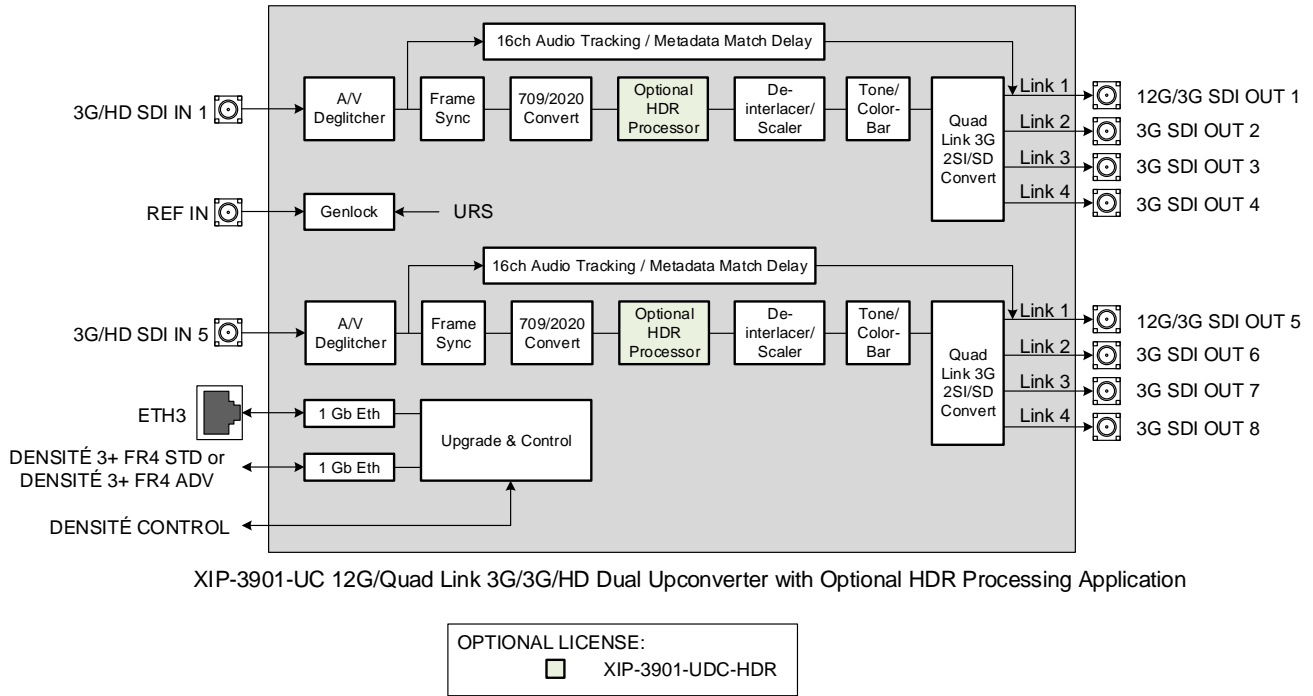 16ch Audio Tracking / Metadata Match Delay
3G/HD SDI IN 1
A/V
Deglitcher
Frame
Sync
709/2020
Convert
Optional
HDR
Processor
De-
interlacer/
Scaler
Tone/
Color-
Bar
Quad
Link 3G
2SI/SD
Convert
Link 1
Link 2
Link 3
Link 4
12G/3G SDI OUT 1
3G SDI OUT 2
3G SDI OUT 3
3G SDI OUT 4
REF IN
Genlock
URS
16ch Audio Tracking / Metadata Match Delay
3G/HD SDI IN 5
A/V
Deglitcher
Frame
Sync
709/2020
Convert
Optional
HDR
Processor
De-
interlacer/
Scaler
Tone/
Color-
Bar
Quad
Link 3G
2SI/SD
Convert
Link 1
Link 2
Link 3
Link 4
12G/3G SDI OUT 5
3G SDI OUT 6
3G SDI OUT 7
3G SDI OUT 8
ETH3
1 Gb Eth
Upgrade & Control
DENSITÉ 3+ FR4 STD or
DENSITÉ 3+ FR4 ADV
1 Gb Eth
DENSITÉ CONTROL
XIP-3901-UC 12G/Quad Link 3G/3G/HD Dual Upconverter with Optional HDR Processing Application
OPTIONAL LICENSE:
XIP-3901-UDC-HDR